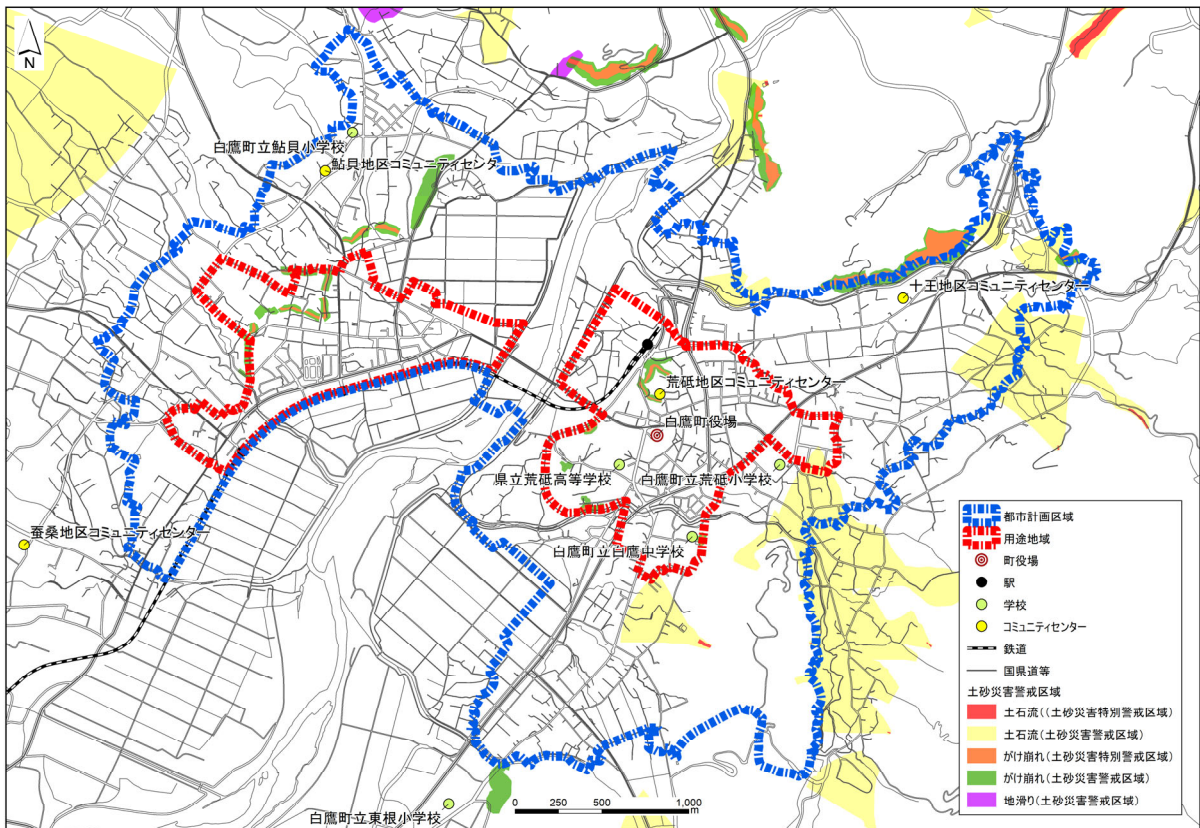 N
白鷹町立鮎貝小学校
鮎貝地区コミュニティセンター
十王地区コミュニティセンター
荒砥地区コミュニティセンター
白鷹町役場
県立荒砥高等学校
白鷹町立荒砥小学校
蚕桑地区コミュニティセンター
白鷹町立白鷹中学校
白鷹町立東根小学校
都市計画区域
用途地域
町役場
駅
学校
コミュニティセンター
鉄道
国県道等
土砂災害警戒区域
土石流((土砂災害特別警戒区域)
土石流(土砂災害警戒区域)
がけ崩れ(土砂災害特別警戒区域)
がけ崩れ(土砂災害警戒区域)
地滑り(土砂災害警戒区域)
0 250 500 1,000
m